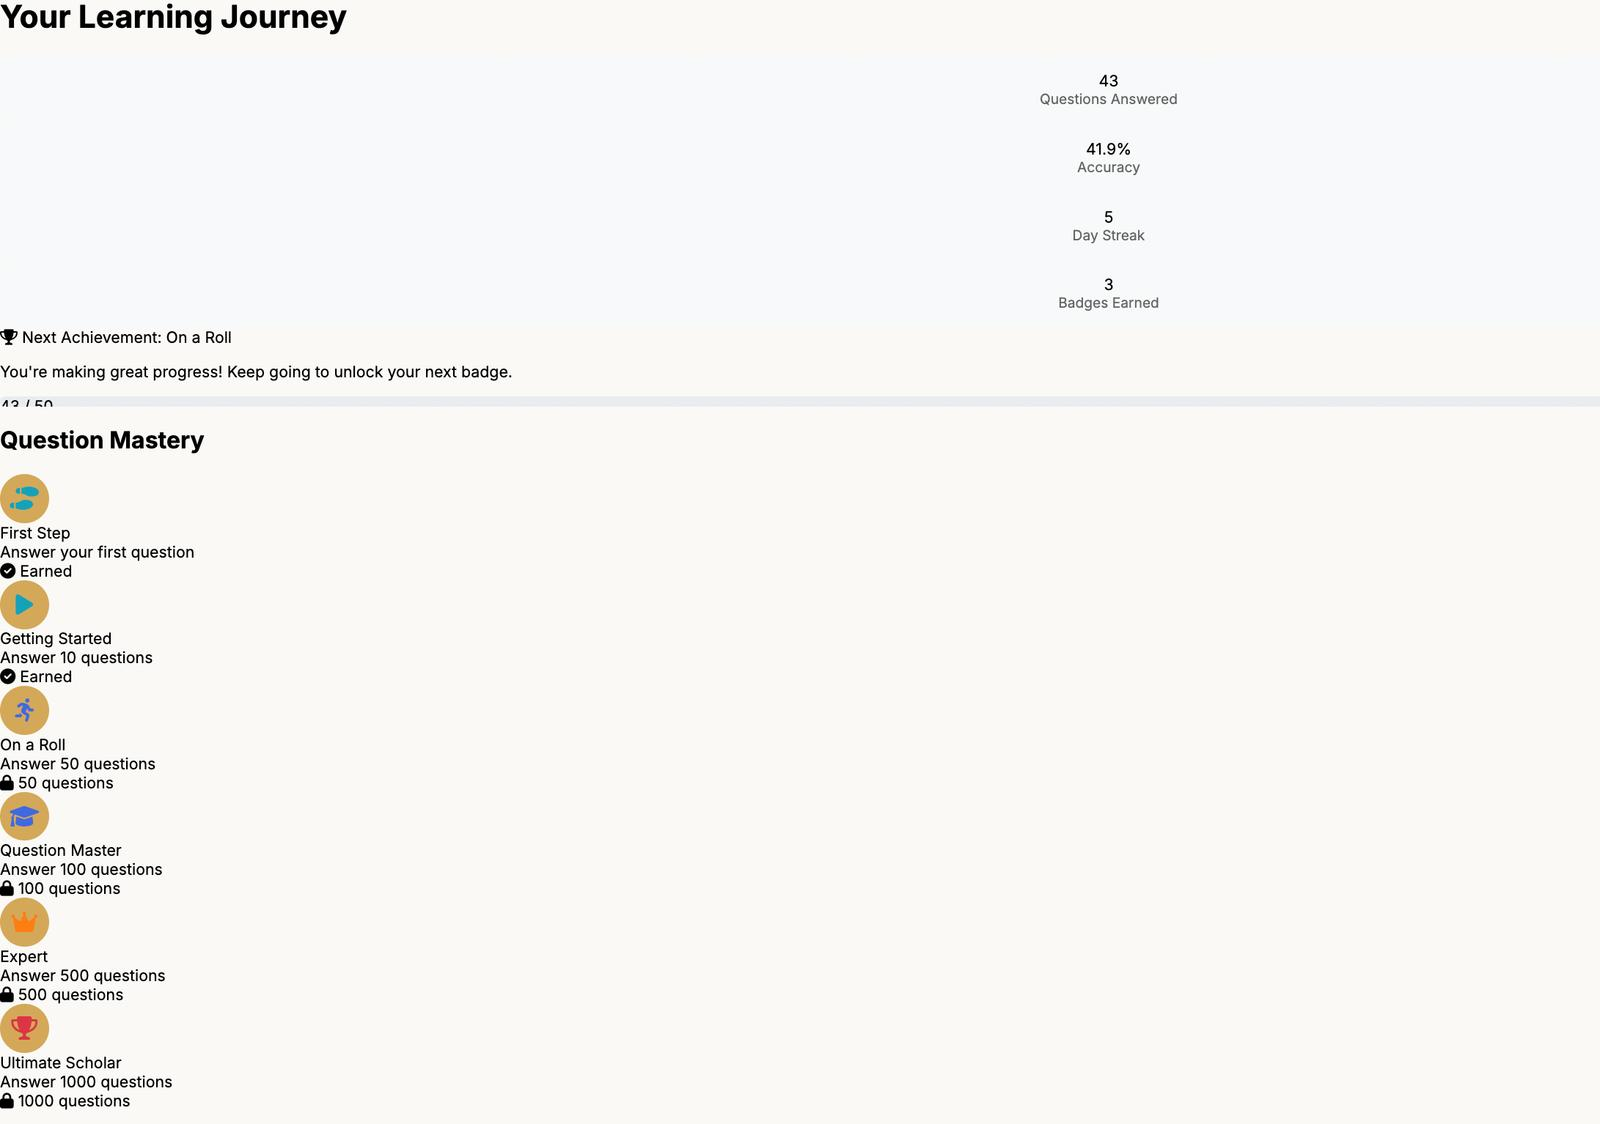 Your Learning Journey
43
Questions Answered
41.9%
Accuracy
5
Day Streak
3
Badges Earned
Next Achievement: On a Roll
You're making great progress! Keep going to unlock your next badge.
43 / 50
Question Mastery
First Step
Answer your first question
Earned
Getting Started
Answer 10 questions
Earned
On a Roll
Answer 50 questions
50 questions
Question Master
Answer 100 questions
100 questions
Expert
Answer 500 questions
500 questions
Ultimate Scholar
Answer 1000 questions
1000 questions